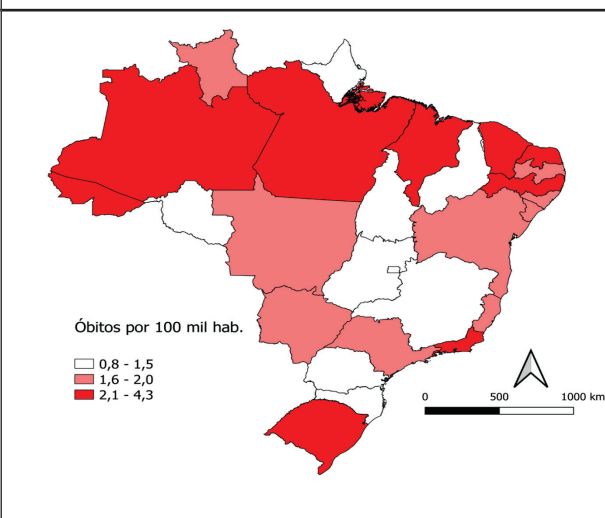 Óbitos por 100 mil hab.
0,8 - 1,5
1,6 - 2,0
2,1 - 4,3
0 500 1000 km